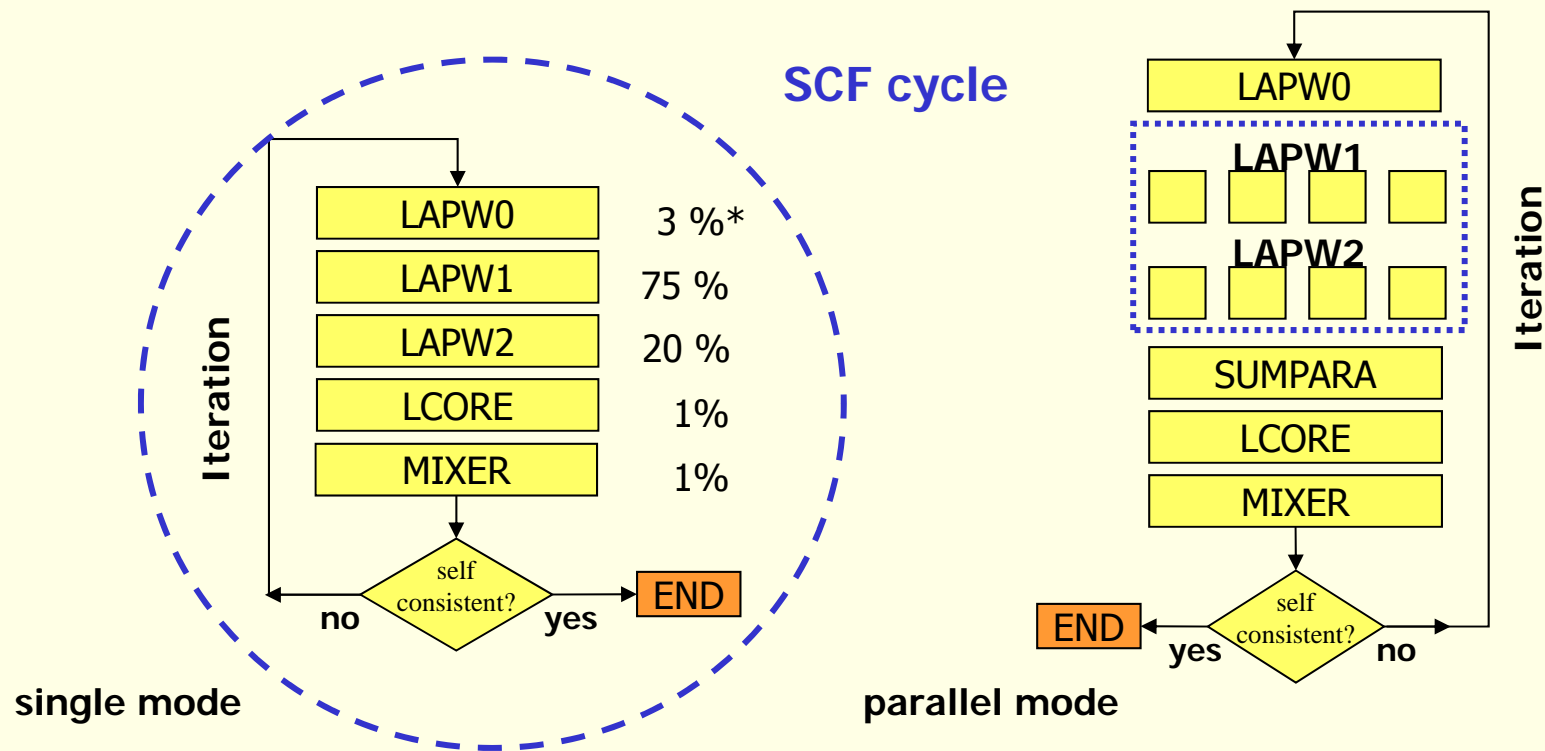 SCF cycle
Iteration
LAPW0
3 %*
LAPW1
75 %
LAPW2
20 %
LCORE
1%
MIXER
1%
self
consistent?
no
yes
END
single mode
LAPW0
LAPW1
LAPW2
SUMPARA
LCORE
MIXER
self
consistent?
END
yes
no
Iteration
parallel mode